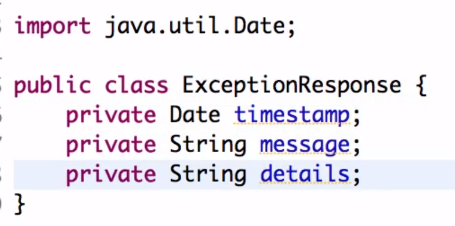 import java.util.Date;
public class ExceptionResponse {
private Date timestamp;
private String message;
private String details;
}